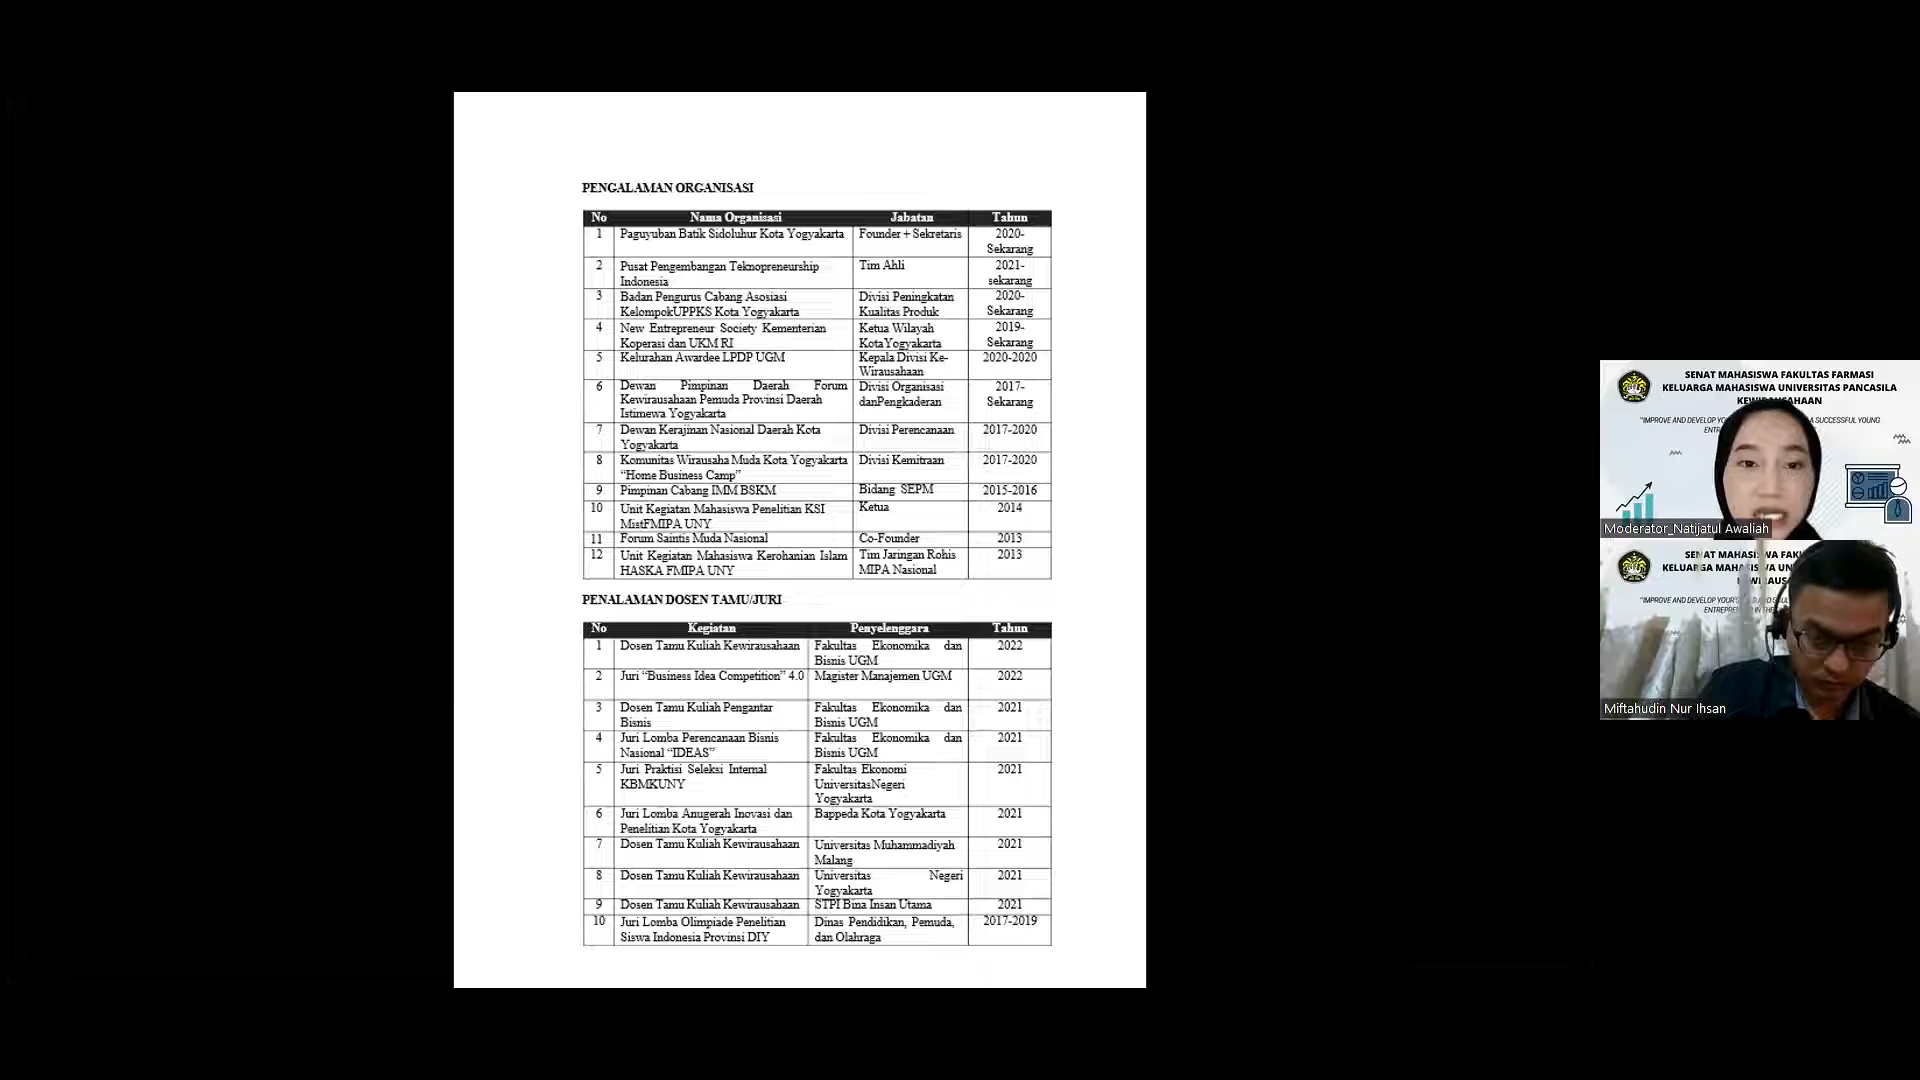 PENGALAMAN ORGANISASI
No Nama Organisasi Jabatan Tahun
1 Paguyuban Batik Sidoluhur Kota Yogyakarta Founder + Sekretaris 2020-
Sekarang
2 Pusat Pengembangan Teknopreneurship Tim Ahli 2021-
Indonesia sekarang
3 Badan Pengurus Cabang Asosiasi Divisi Peningkatan 2020-
KelompokUPPKS Kota Yogyakarta Kualitas Produk Sekarang
4 New Entrepreneur Society Kementerian Ketua Wilayah 2019-
Koperasi dan UKM RI KotaYogyakarta Sekarang
5 Kelurahan Awardee LPDP UGM Kepala Divisi Ke- 2020-2020
Wirausahaan
6 Dewan Pimpinan Daerah Forum Divisi Organisasi 2017-
Kewirausahaan Pemuda Provinsi Daerah danPengkaderan Sekarang
Istimewa Yogyakarta
7 Dewan Kerajinan Nasional Daerah Kota Divisi Perencanaan 2017-2020
Yogyakarta
8 Komunitas Wirausaha Muda Kota Yogyakarta Divisi Kemitraan 2017-2020
“Home Business Camp”
9 Pimpinan Cabang IMM BSKM Bidang SEPM 2015-2016
10 Unit Kegiatan Mahasiswa Penelitian KSI Ketua 2014
MistFMIPA UNY
11 Forum Saintis Muda Nasional Co-Founder 2013
12 Unit Kegiatan Mahasiswa Kerohanian Islam Tim Jaringan Rohis 2013
HASKA FMIPA UNY MIPA Nasional
PENALAMAN DOSEN TAMU/JURI
No Kegiatan Penyelenggara Tahun
1 Dosen Tamu Kuliah Kewirausahaan Fakultas Ekonomika dan 2022
Bisnis UGM
2 Juri “Business Idea Competition” 4.0 Magister Manajemen UGM 2022
3 Dosen Tamu Kuliah Pengantar Fakultas Ekonomika dan 2021
Bisnis Bisnis UGM
4 Juri Lomba Perencanaan Bisnis Fakultas Ekonomika dan 2021
Nasional “IDEAS” Bisnis UGM
5 Juri Praktisi Seleksi Internal Fakultas Ekonomi 2021
KBMKUNY UniversitasNegeri
Yogyakarta
6 Juri Lomba Anugerah Inovasi dan Bappeda Kota Yogyakarta 2021
Penelitian Kota Yogyakarta
7 Dosen Tamu Kuliah Kewirausahaan Universitas Muhammadiyah 2021
Malang
8 Dosen Tamu Kuliah Kewirausahaan Universitas Negeri 2021
Yogyakarta
9 Dosen Tamu Kuliah Kewirausahaan STPI Bina Insan Utama 2021
10 Juri Lomba Olimpiade Penelitian Dinas Pendidikan, Pemuda, 2017-2019
Siswa Indonesia Provinsi DIY dan Olahraga
SENAT MAHASISWA FAKULTAS FARMASI
KELUARGA MAHASISWA UNIVERSITAS PANCASILA
"IMPROVE AND DEVELOP A SUCCESSFUL YOUNG
Moderator_Natijatul Awaliah
SENAT MAHASISWA
KELUARGA MAHASISWA
"IMPROVE AND DEVELOP
Miftahudin Nur Ihsan